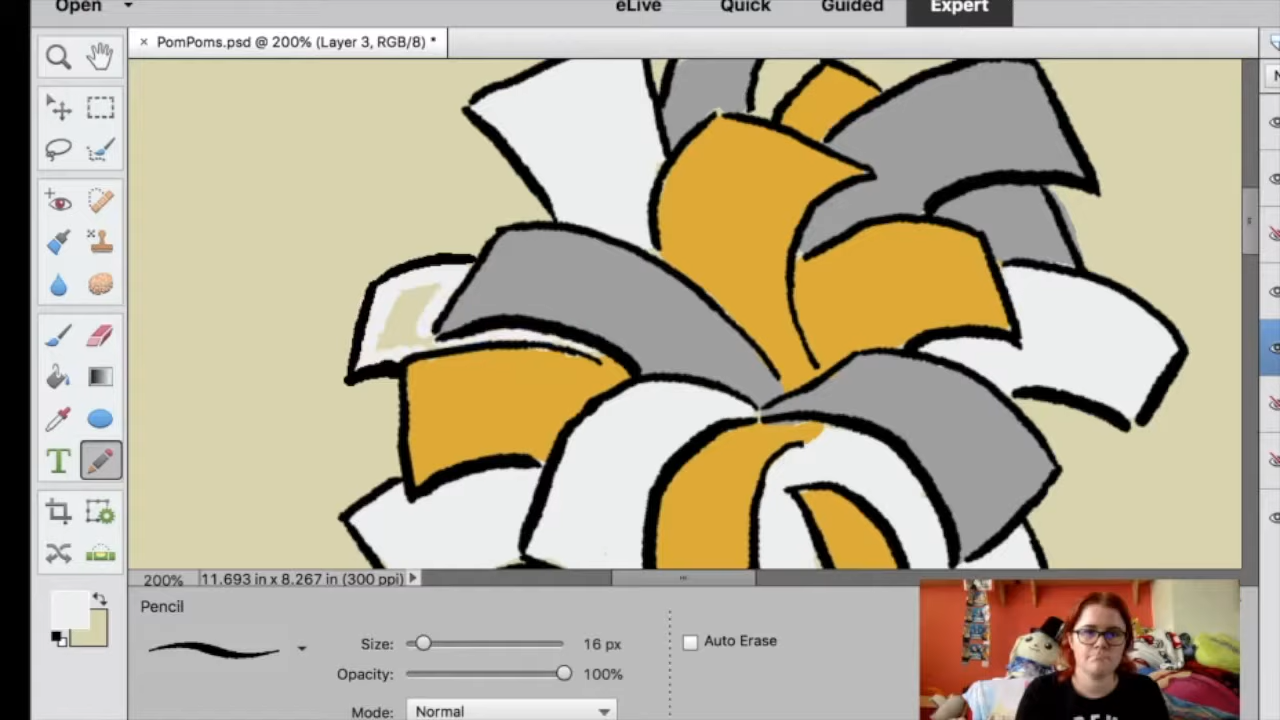 Open
eLive Quick Guided Expert
× PomPoms.psd @ 200% (Layer 3, RGB/8) *
T
200% 11.693 in x 8.267 in (300 ppi)
Pencil
Size: 16 px
Auto Erase
Opacity: 100%
Mode: Normal